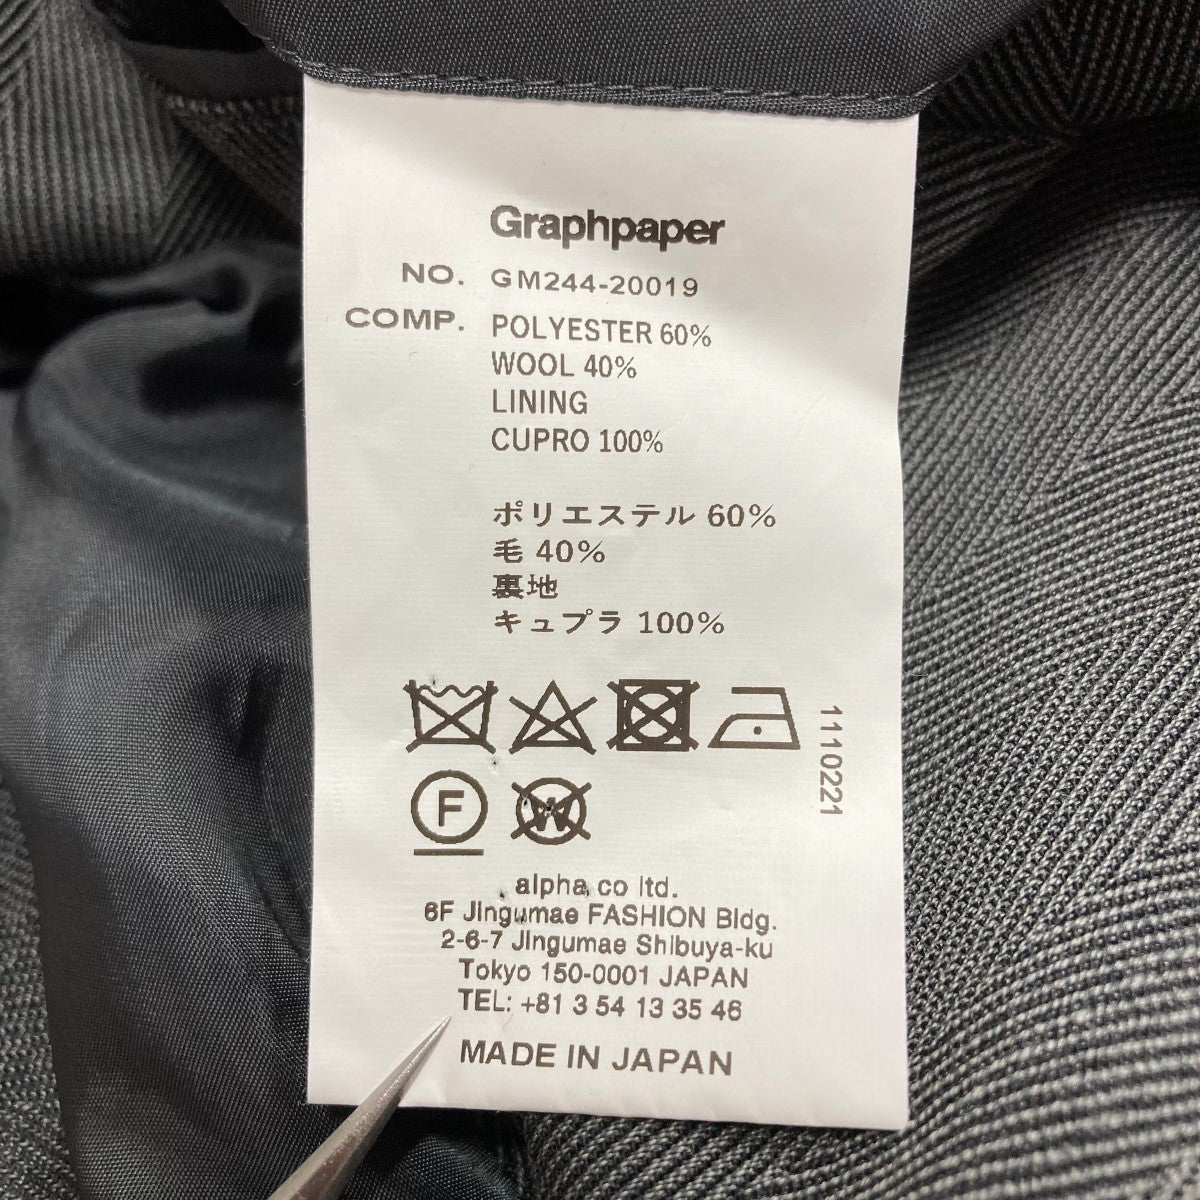 Graphpaper
NO. GM244-20019
COMP. POLYESTER 60%
WOOL 40%
LINING
CUPRO 100%
ポリエステル 60%
毛 40%
裏地
キュプラ 100%
F
W
1110221
alpha co ltd.
6F Jingumae FASHION Bldg.
2-6-7 Jingumae Shibuya-ku
Tokyo 150-0001 JAPAN
TEL: +81 3 54 13 35 46
MADE IN JAPAN